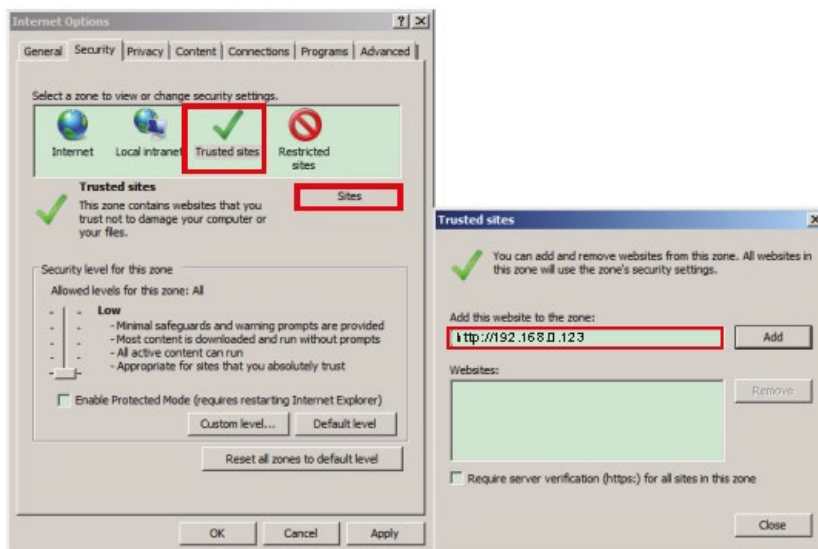 Internet Options
General Security Privacy Content Connections Programs Advanced
Select a zone to view or change security settings.
Internet Local intranet Trusted sites Restricted
sites
Trusted sites
Sites
This zone contains websites that you
trust not to damage your computer or
your files.
Security level for this zone
Allowed levels for this zone: All
Low
- Minimal safeguards and warning prompts are provided
- Most content is downloaded and run without prompts
- All active content can run
- Appropriate for sites that you absolutely trust
Enable Protected Mode (requires restarting Internet Explorer)
Custom level... Default level
Reset all zones to default level
OK Cancel Apply
Trusted sites
You can add and remove websites from this zone. All websites in
this zone will use the zone's security settings.
Add this website to the zone:
http://192.168.0.123 Add
Websites:
Remove
Require server verification (https:) for all sites in this zone
Close